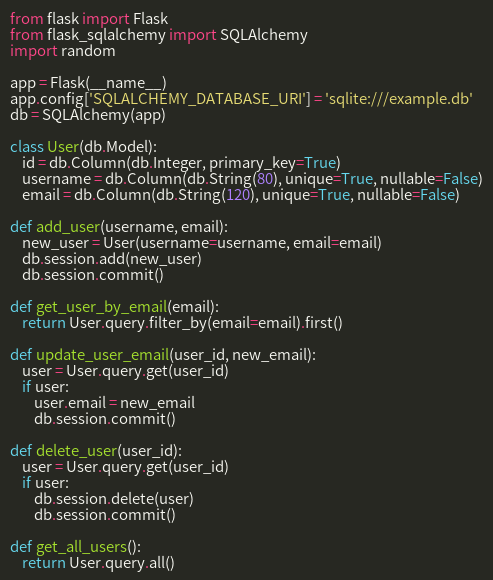 from flask import Flask
from flask_sqlalchemy import SQLAlchemy
import random

app = Flask(__name__)
app.config['SQLALCHEMY_DATABASE_URI'] = 'sqlite:///example.db'
db = SQLAlchemy(app)

class User(db.Model):
    id = db.Column(db.Integer, primary_key=True)
    username = db.Column(db.String(80), unique=True, nullable=False)
    email = db.Column(db.String(120), unique=True, nullable=False)

def add_user(username, email):
    new_user = User(username=username, email=email)
    db.session.add(new_user)
    db.session.commit()

def get_user_by_email(email):
    return User.query.filter_by(email=email).first()

def update_user_email(user_id, new_email):
    user = User.query.get(user_id)
    if user:
        user.email = new_email
        db.session.commit()

def delete_user(user_id):
    user = User.query.get(user_id)
    if user:
        db.session.delete(user)
        db.session.commit()

def get_all_users():
    return User.query.all()